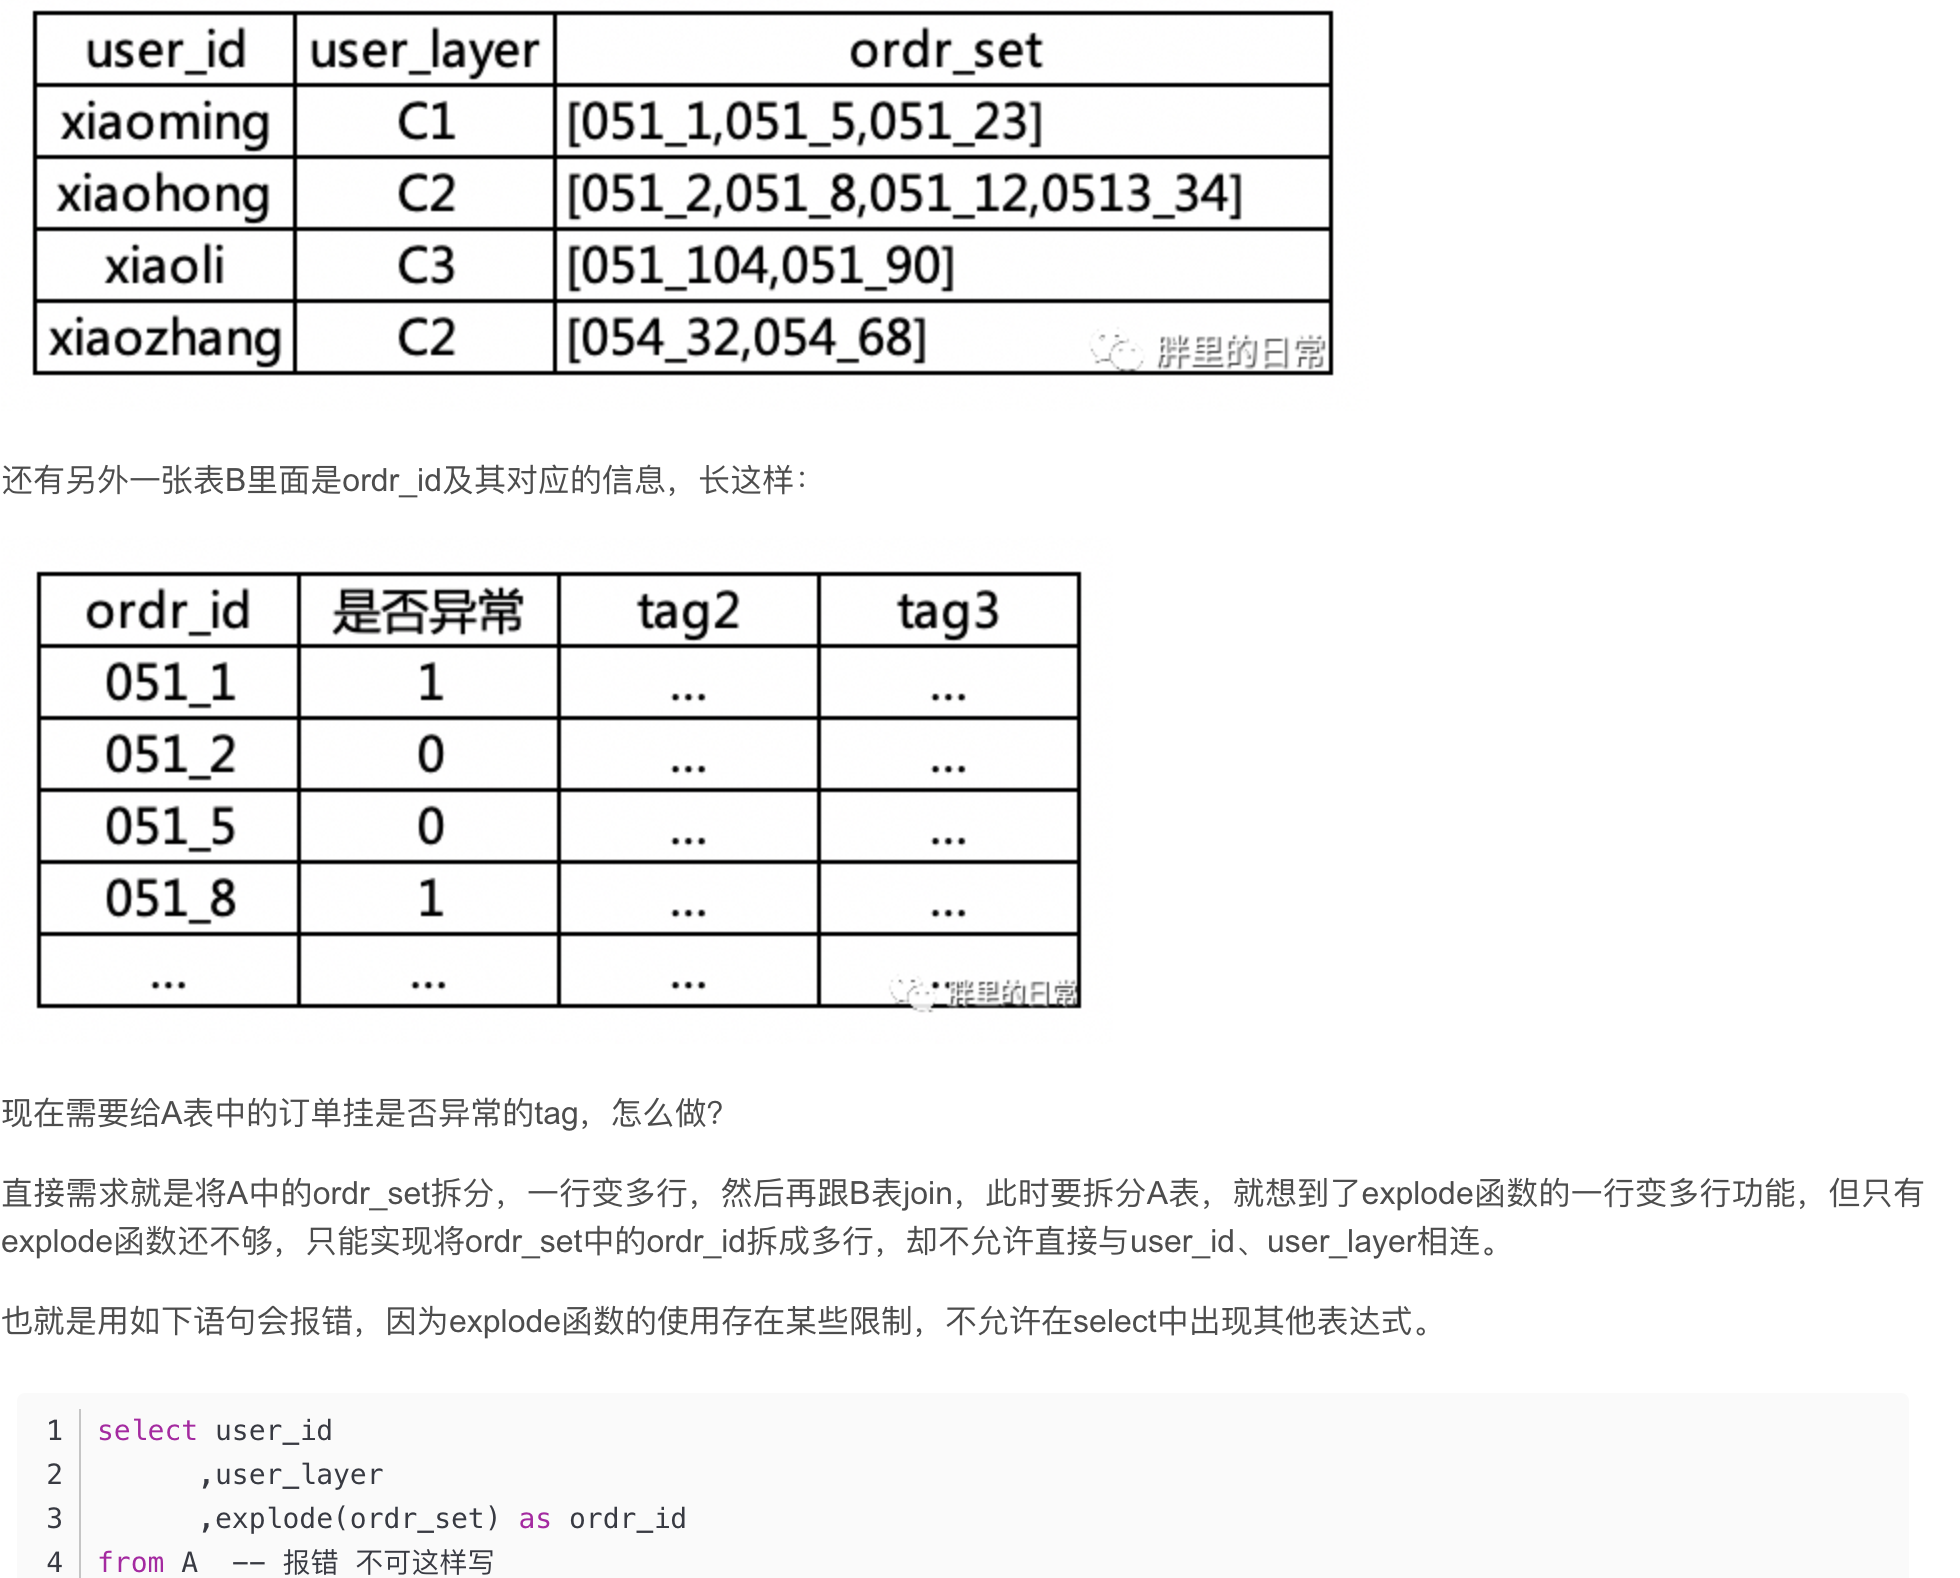 user_id user_layer ordr_set
xiaoming C1 [051_1,051_5,051_23]
xiaohong C2 [051_2,051_8,051_12,0513_34]
xiaoli C3 [051_104,051_90]
xiaozhang C2 [054_32,054_68]
胖里的日常
还有另外一张表B里面是ordr_id及其对应的信息，长这样：
ordr_id 是否异常 tag2 tag3
051_1 1 ... ...
051_2 0 ... ...
051_5 0 ... ...
051_8 1 ... ...
... ... ... ...
胖里的日常
现在需要给A表中的订单挂是否异常的tag，怎么做?
直接需求就是将A中的ordr_set拆分，一行变多行，然后再跟B表join，此时要拆分A表，就想到了explode函数的一行变多行功能，但只有
explode函数还不够，只能实现将ordr_set中的ordr_id拆成多行，却不允许直接与user_id、user_layer相连。
也就是用如下语句会报错，因为explode函数的使用存在某些限制，不允许在select中出现其他表达式。
1 select user_id
2 ,user_layer
3 ,explode(ordr_set) as ordr_id
4 from A -- 报错 不可这样写